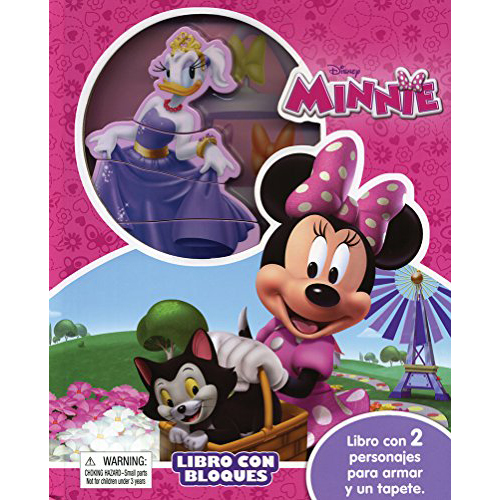 Disney
MINNIE
WARNING:
CHOKING HAZARD—Small parts
Not for children under 3 years
LIBRO CON
BLOQUES
Libro con 2
personajes
para armar
y un tapete.